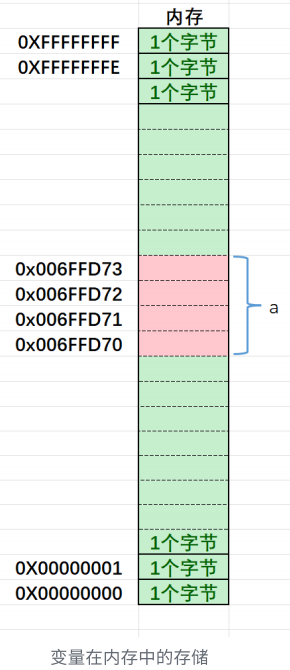 内存
0XFFFFFFFF 1个字节
0XFFFFFFFE 1个字节
1个字节
0x006FFD73
0x006FFD72
a
0x006FFD71
0x006FFD70
1个字节
0X00000001 1个字节
0X00000000 1个字节
变量在内存中的存储